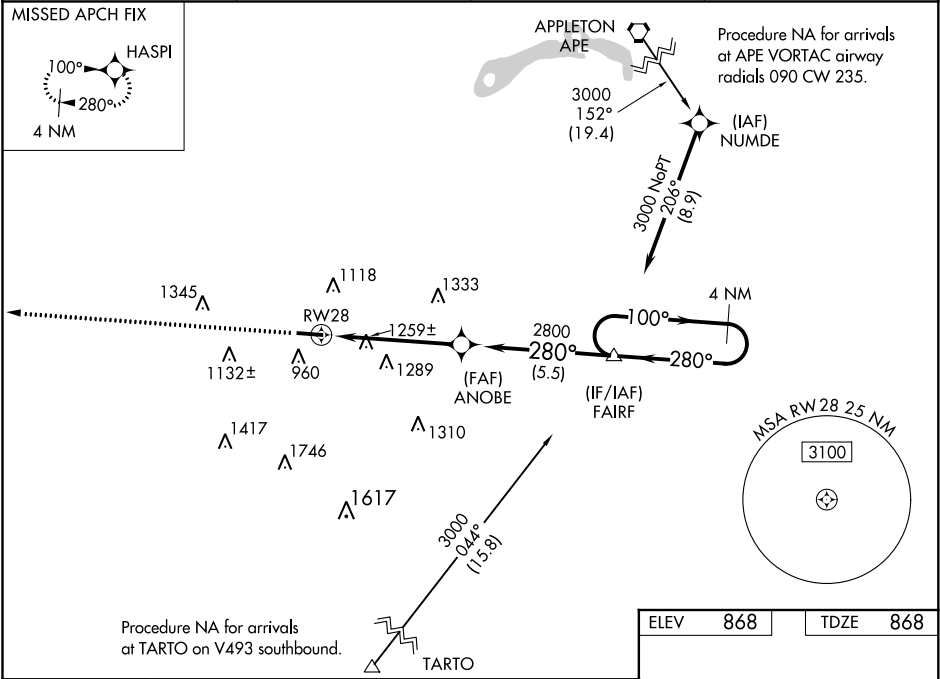 MISSED APCH FIX
HASPI
100°
280°
4 NM
APPLETON
APE
Procedure NA for arrivals
at APE VORTAC airway
radials 090 CW 235.
3000
152°
(19.4)
(IAF)
NUMDE
3000 NoPT
206°
(8.9)
1345
1118
1333
RW28
1259±
2800
280°
(5.5)
4 NM
100°
280°
1132±
960
1289
(FAF)
ANOBE
(IF/IAF)
FAIRF
1417
1746
1310
1617
MSA RW 28 25 NM
3100
3000
044°
(15.8)
Procedure NA for arrivals
at TARTO on V493 southbound.
TARTO
ELEV 868
TDZE 868